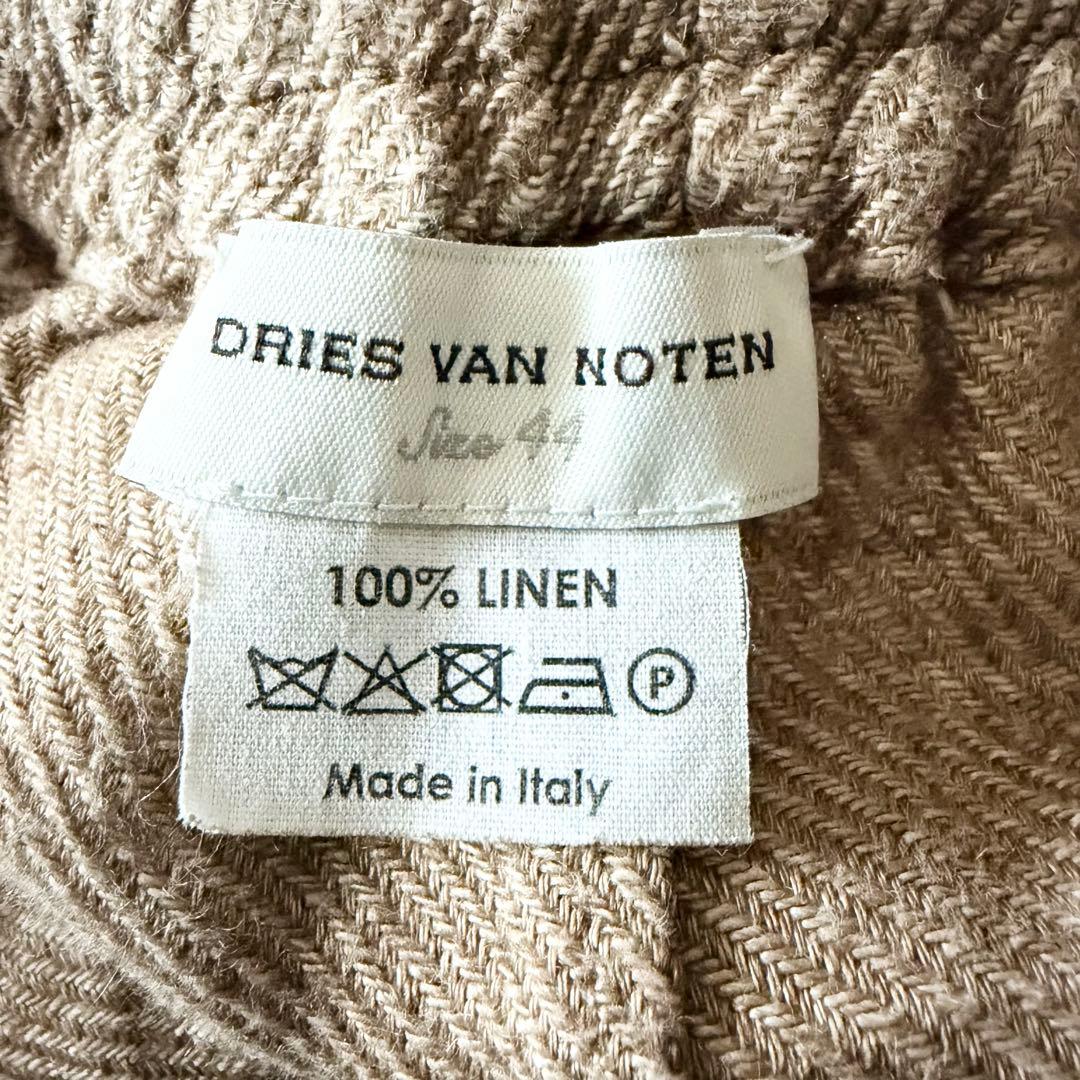 DRIES VAN NOTEN
Size 44
100% LINEN
P
Made in Italy